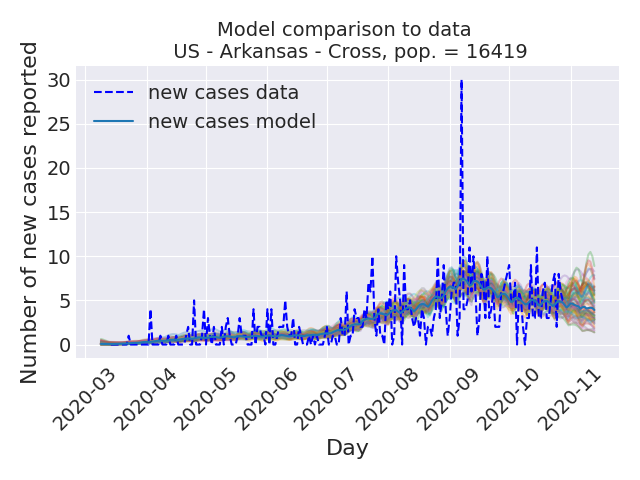 Model comparison to data
US - Arkansas - Cross, pop. = 16419
Number of new cases reported
30
25
20
15
10
5
0
new cases data
new cases model
2020-03
2020-04
2020-05
2020-06
2020-07
2020-08
2020-09
2020-10
2020-11
Day